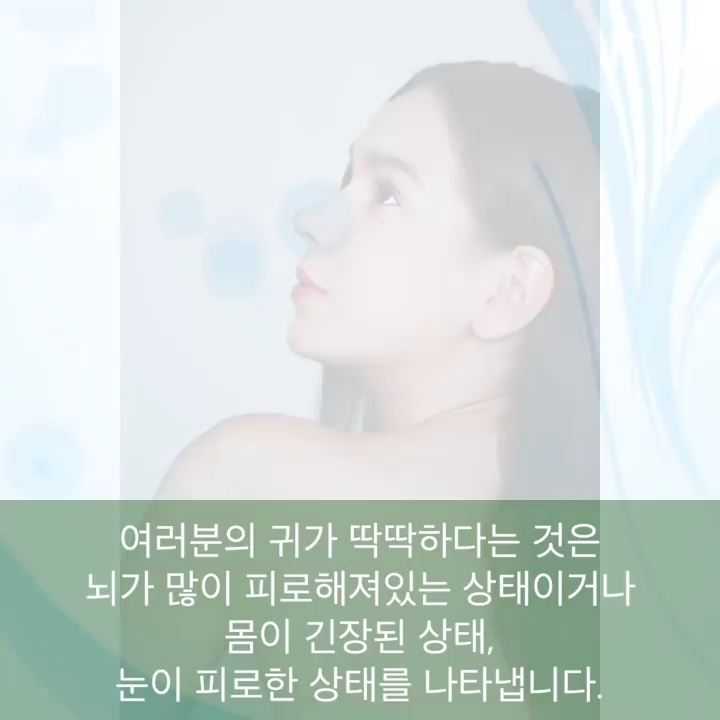 여러분의 귀가 딱딱하다는 것은
뇌가 많이 피로해져있는 상태이거나
몸이 긴장된 상태,
눈이 피로한 상태를 나타냅니다.